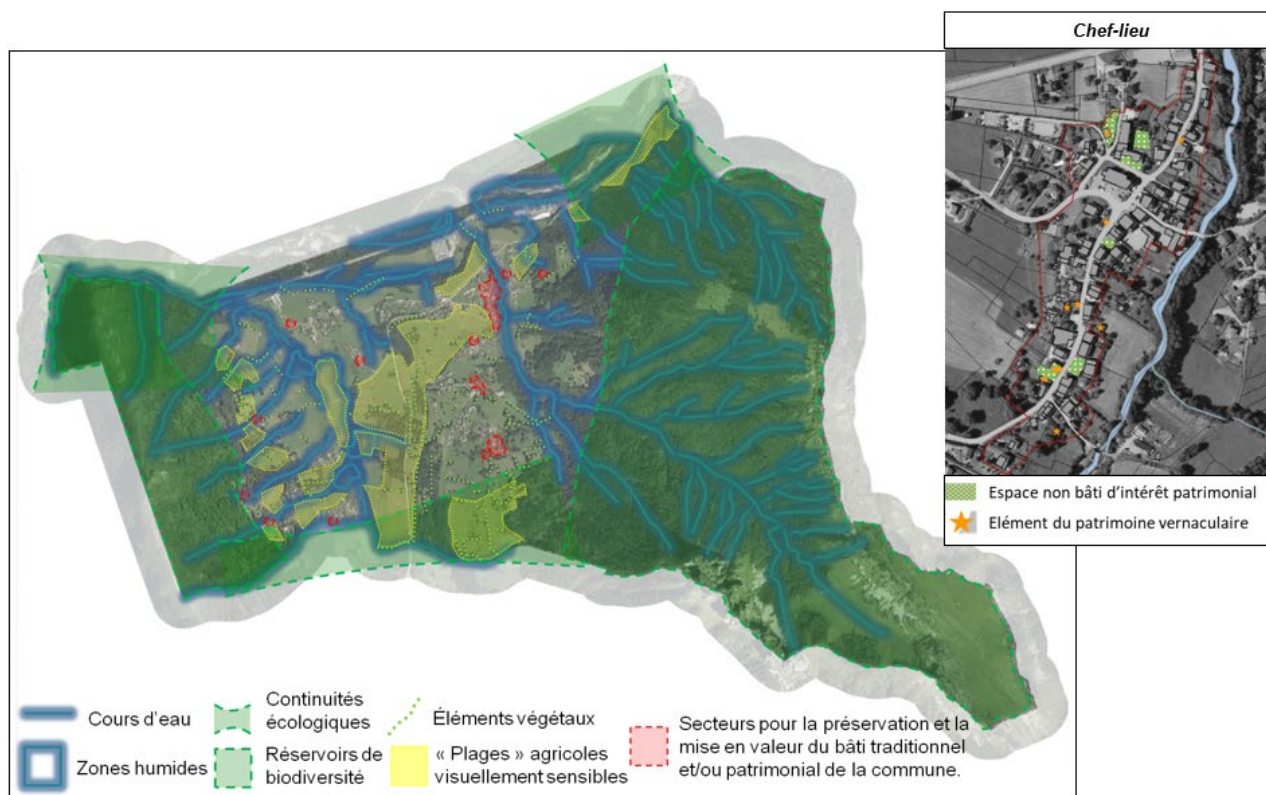 Chef-lieu
Espace non bâti d'intérêt patrimonial
Elément du patrimoine vernaculaire
Cours d'eau
Zones humides
Continuités
écologiques
Réservoirs de
biodiversité
Éléments végétaux
« Plages » agricoles
visuellement sensibles
Secteurs pour la préservation et la
mise en valeur du bâti traditionnel
et/ou patrimonial de la commune.